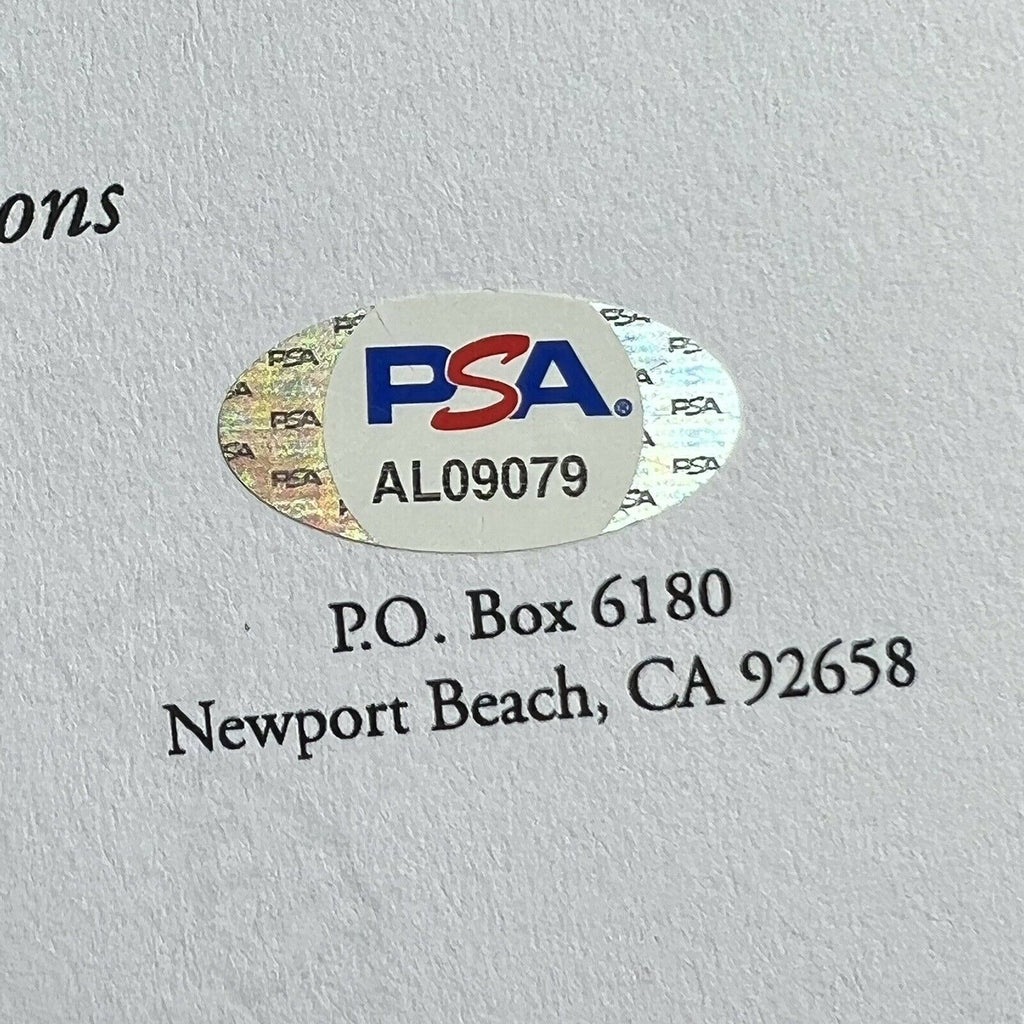 ons
PSA®
AL09079
P.O. Box 6180
Newport Beach, CA 92658